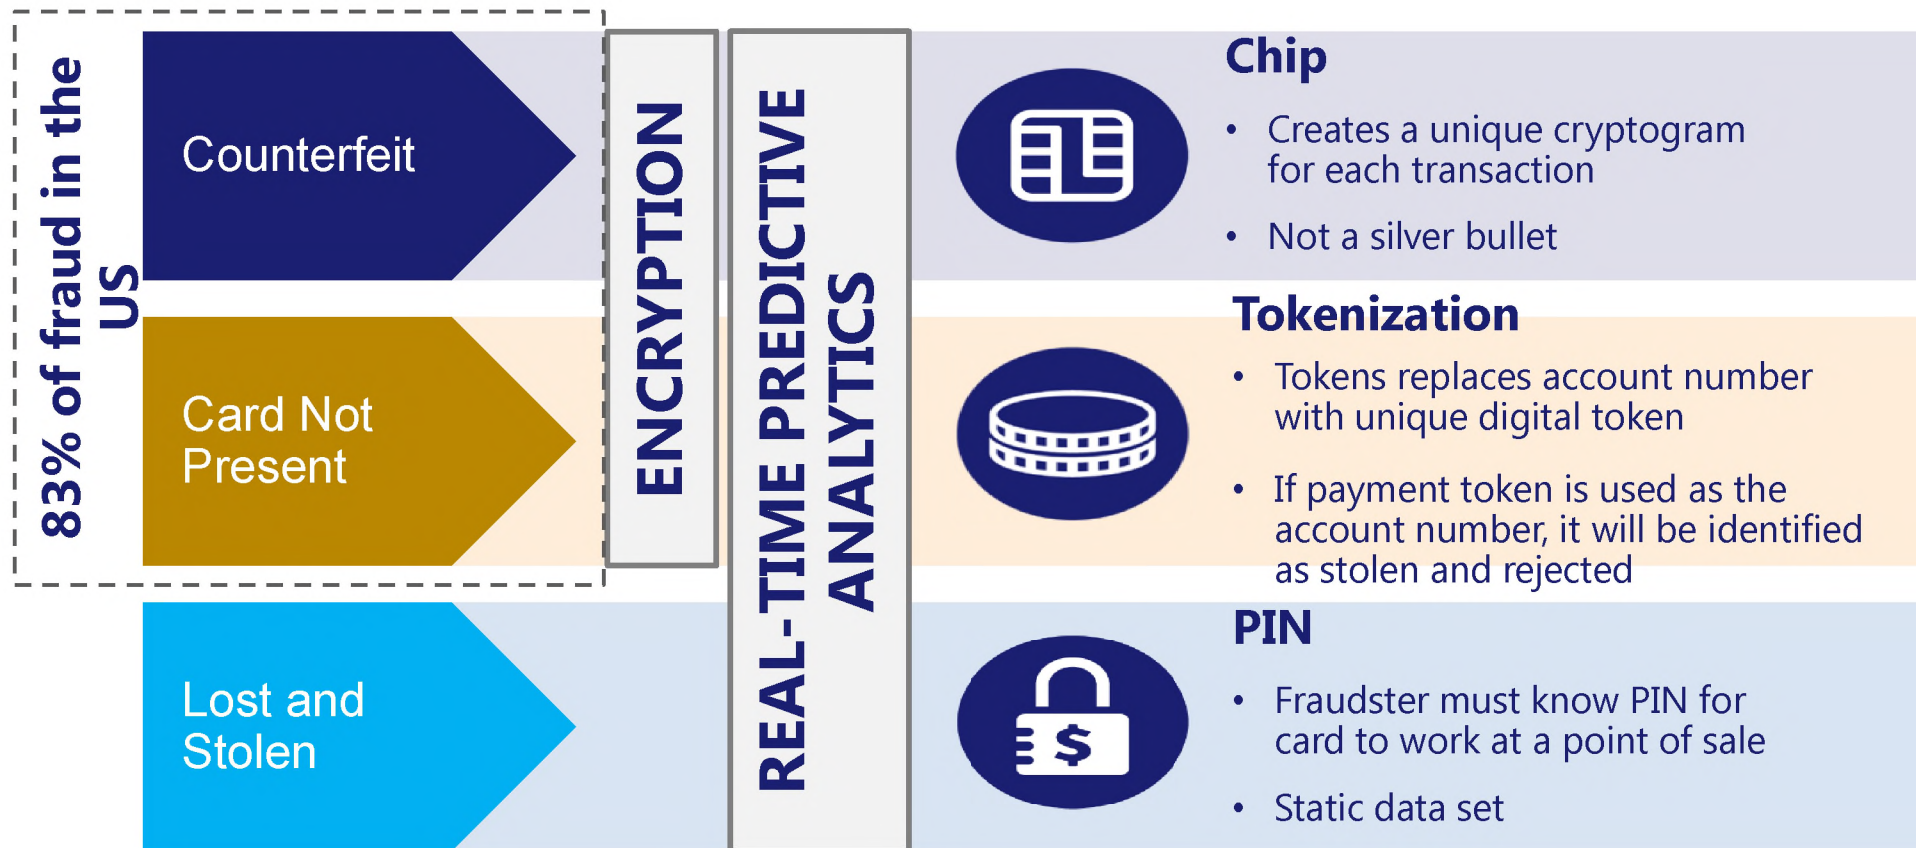 83% of fraud in the
US
Counterfeit
Card Not
Present
Lost and
Stolen
ENCRYPTION
REAL-TIME PREDICTIVE
ANALYTICS
Chip
• Creates a unique cryptogram
for each transaction
• Not a silver bullet
Tokenization
• Tokens replaces account number
with unique digital token
• If payment token is used as the
account number, it will be identified
as stolen and rejected
PIN
• Fraudster must know PIN for
card to work at a point of sale
• Static data set
$